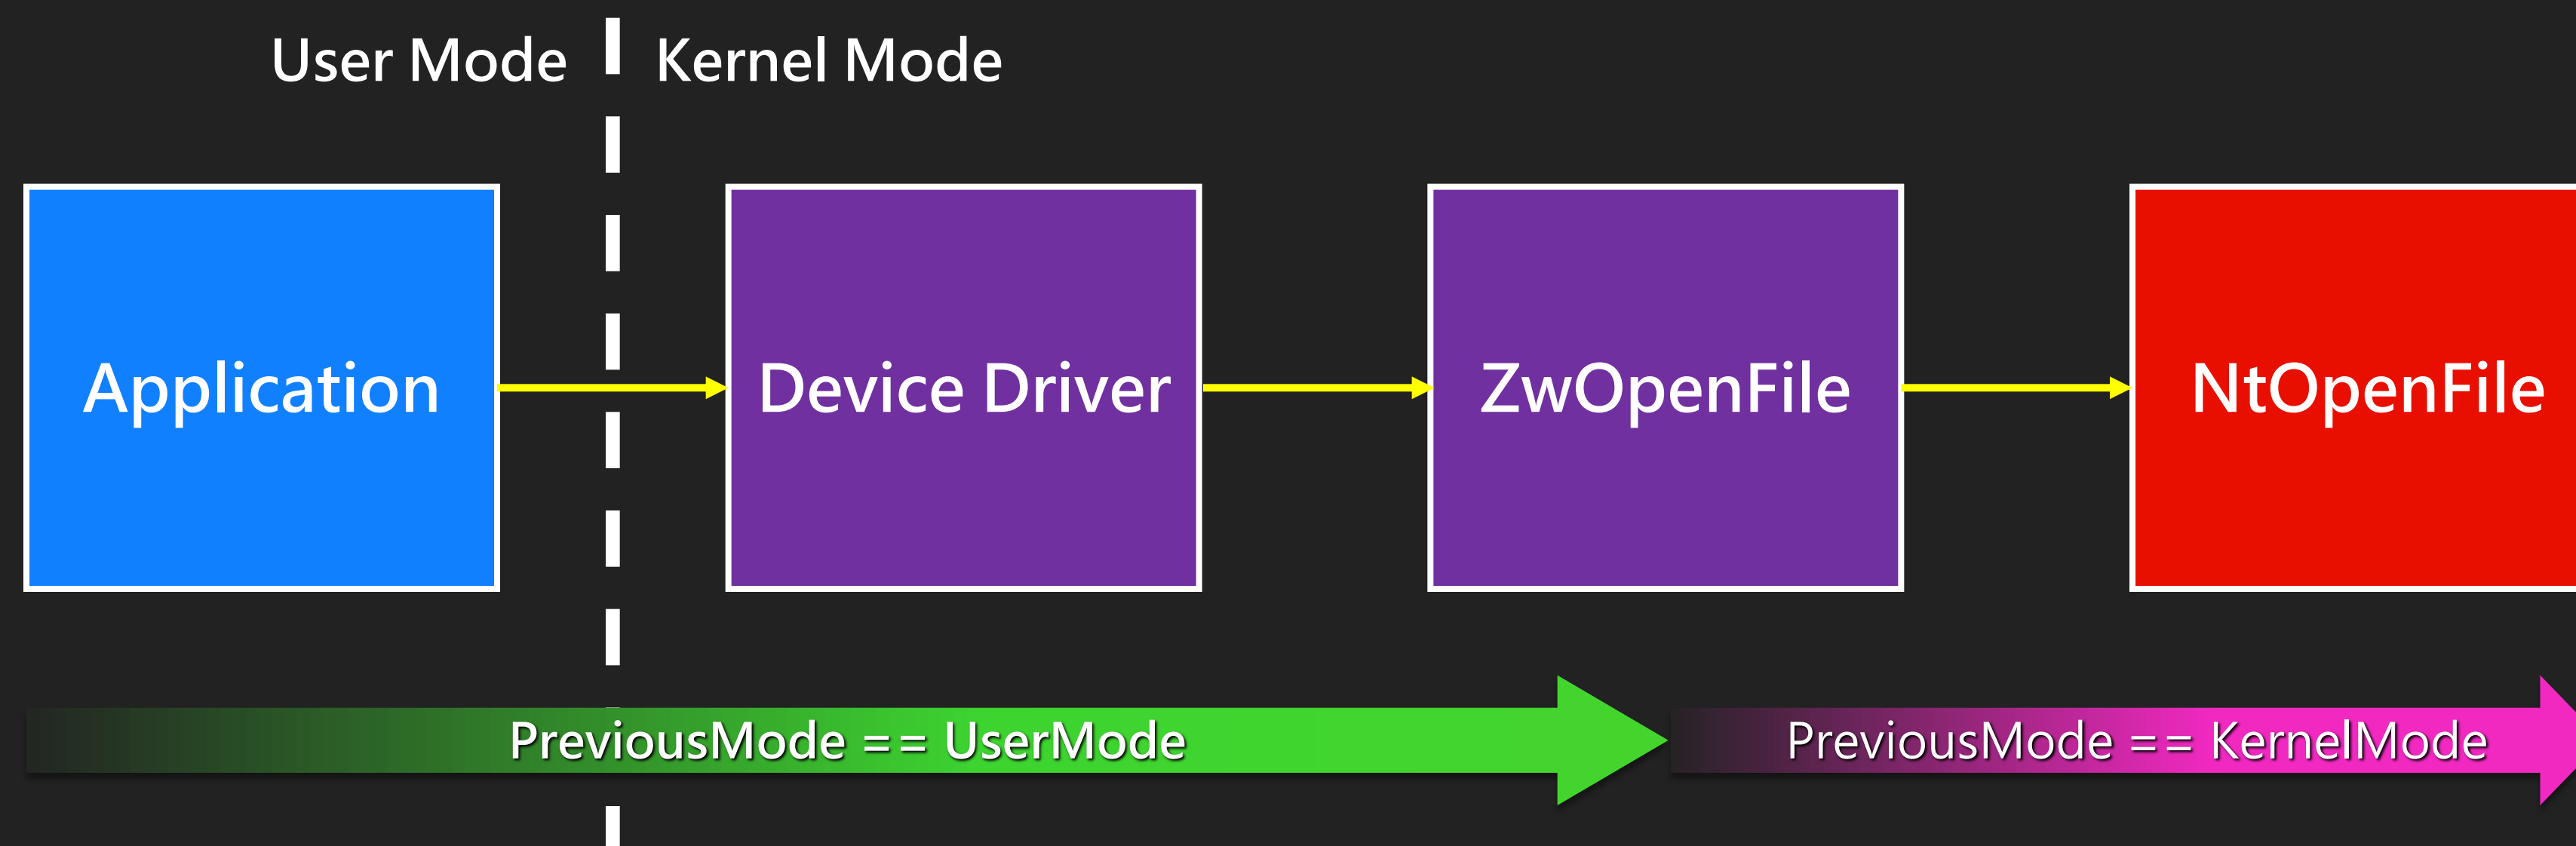 User Mode
Kernel Mode
Application
Device Driver
ZwOpenFile
NtOpenFile
PreviousMode == UserMode
PreviousMode == KernelMode